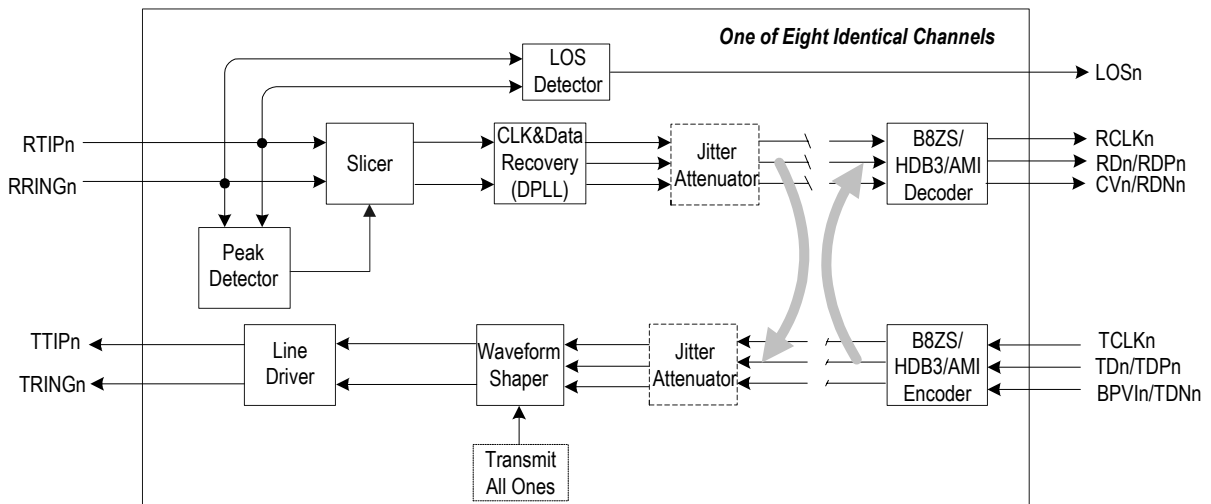 One of Eight Identical Channels
LOS
Detector
LOSn
RTIPn
RRINGn
Slicer
CLK&Data
Recovery
(DPLL)
Jitter
Attenuator
B8ZS/
HDB3/AMI
Decoder
RCLKn
RDn/RDPn
CVn/RDNn
Peak
Detector
TTIPn
TRINGn
Line
Driver
Waveform
Shaper
Jitter
Attenuator
B8ZS/
HDB3/AMI
Encoder
TCLKn
TDn/TDPn
BPVIn/TDNn
Transmit
All Ones